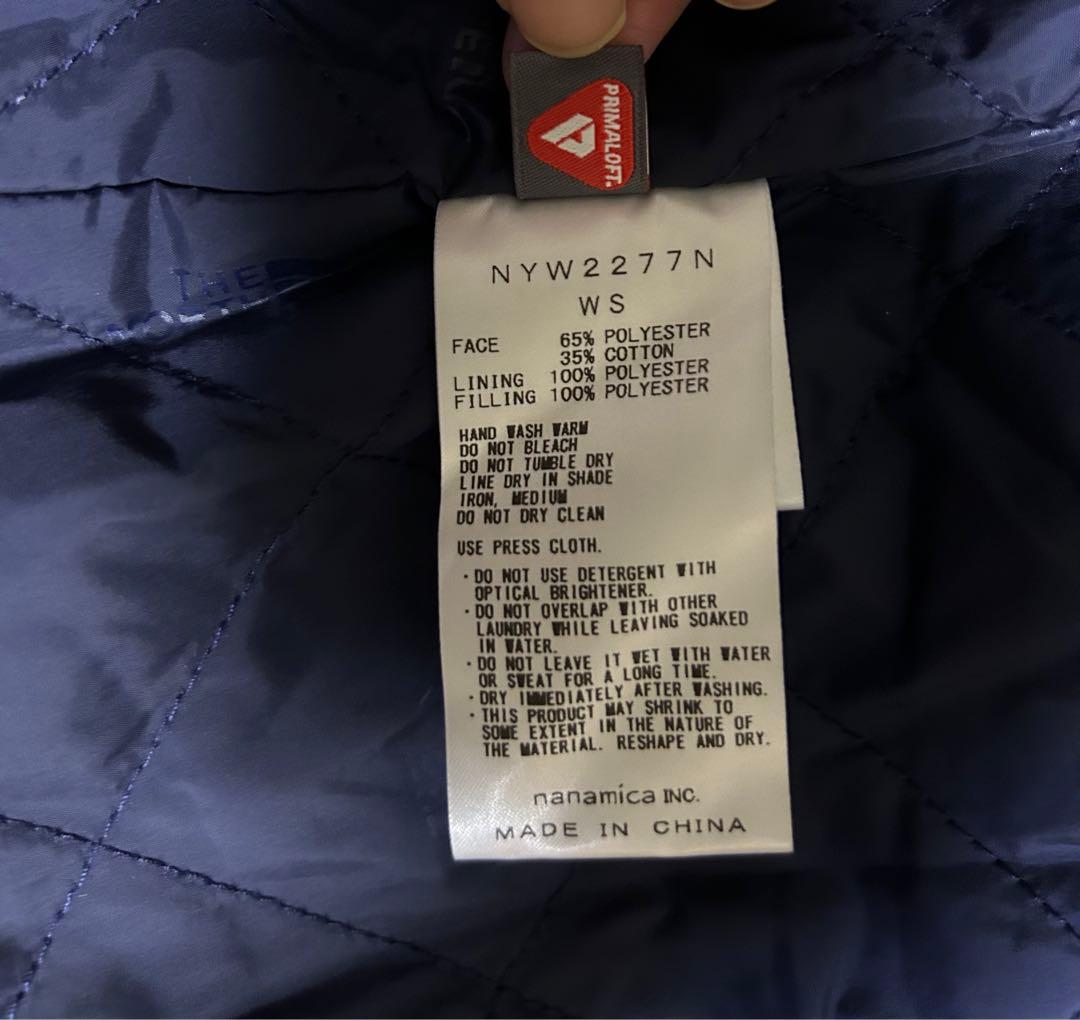 PRIMALOFT.
THE
NYW2277N
WS
FACE 65% POLYESTER
35% COTTON
LINING 100% POLYESTER
FILLING 100% POLYESTER
HAND WASH WARM
DO NOT BLEACH
DO NOT TUMBLE DRY
LINE DRY IN SHADE
IRON, MEDIUM
DO NOT DRY CLEAN
USE PRESS CLOTH.
・DO NOT USE DETERGENT WITH
OPTICAL BRIGHTENER.
・DO NOT OVERLAP WITH OTHER
LAUNDRY WHILE LEAVING SOAKED
IN WATER.
・DO NOT LEAVE IT WET WITH WATER
OR SWEAT FOR A LONG TIME.
・DRY IMMEDIATELY AFTER WASHING.
・THIS PRODUCT MAY SHRINK TO
SOME EXTENT IN THE NATURE OF
THE MATERIAL. RESHAPE AND DRY.
nanamica INC.
MADE IN CHINA